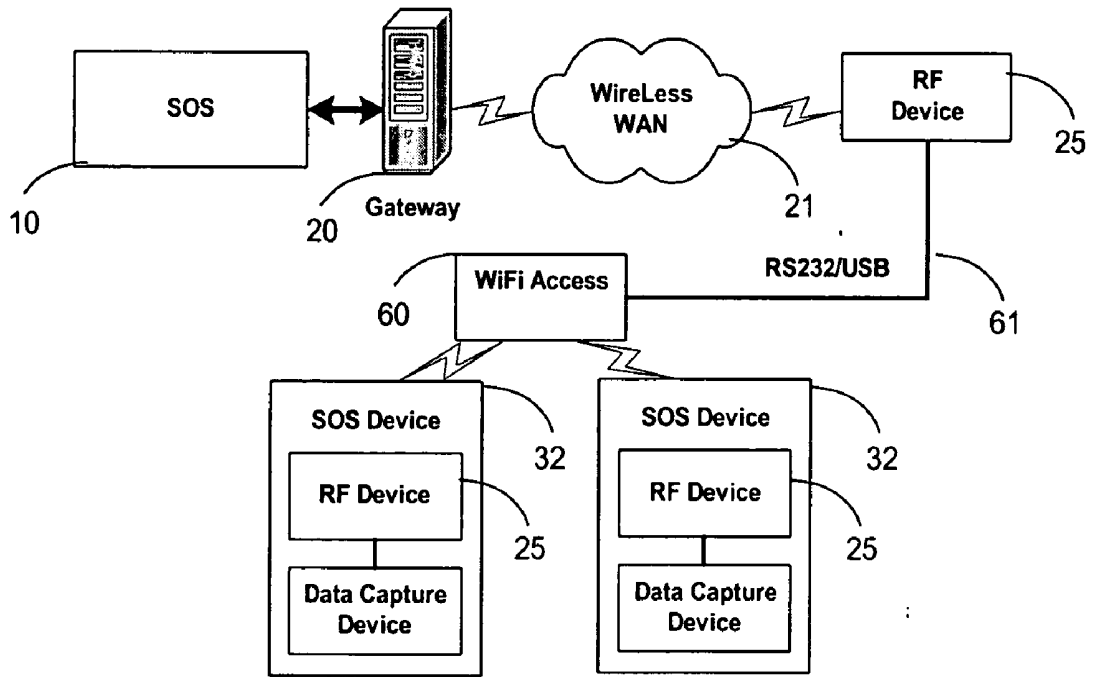 SOS
10
20
Gateway
WireLess
WAN
21
RF
Device
25
RS232/USB
61
WiFi Access
60
SOS Device
32
RF Device
25
Data Capture
Device
SOS Device
32
RF Device
25
Data Capture
Device